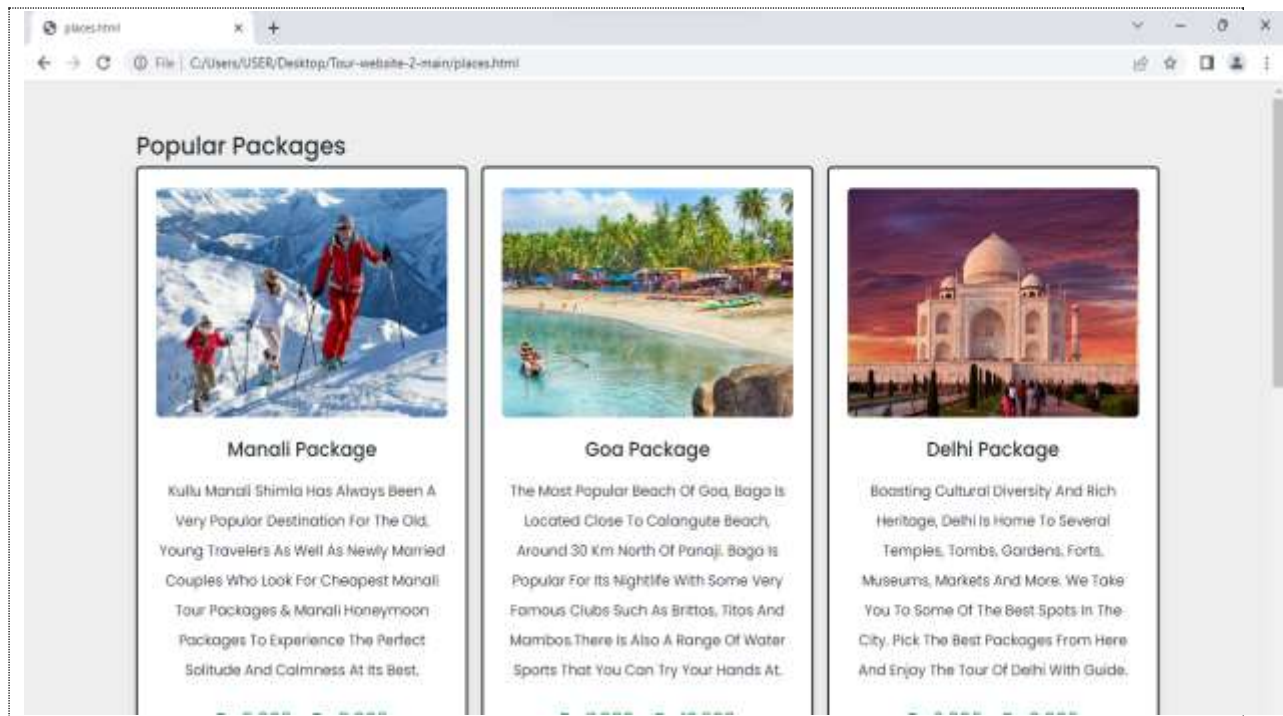 places.html
File C:/Users/USER/Desktop/Tour-website-2-main/places.html
Popular Packages
Manali Package
Kullu Manali Shimla Has Always Been A
Very Popular Destination For The Old,
Young Travelers As Well As Newly Married
Couples Who Look For Cheapest Manali
Tour Packages & Manali Honeymoon
Packages To Experience The Perfect
Solitude And Calmness At Its Best.
Goa Package
The Most Popular Beach Of Goa, Baga Is
Located Close To Calangute Beach,
Around 30 Km North Of Panaji. Baga Is
Popular For Its Nightlife With Some Very
Famous Clubs Such As Brittos, Titos And
Mambos.There Is Also A Range Of Water
Sports That You Can Try Your Hands At.
Delhi Package
Boasting Cultural Diversity And Rich
Heritage, Delhi Is Home To Several
Temples, Tombs, Gardens, Forts,
Museums, Markets And More. We Take
You To Some Of The Best Spots In The
City. Pick The Best Packages From Here
And Enjoy The Tour Of Delhi With Guide.